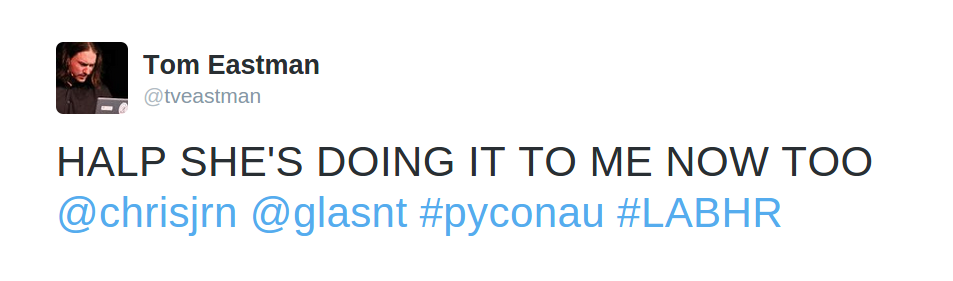 Tom Eastman
@tveastman
HALP SHE'S DOING IT TO ME NOW TOO
@chrisjrn @glasnt #pyconau #LABHR